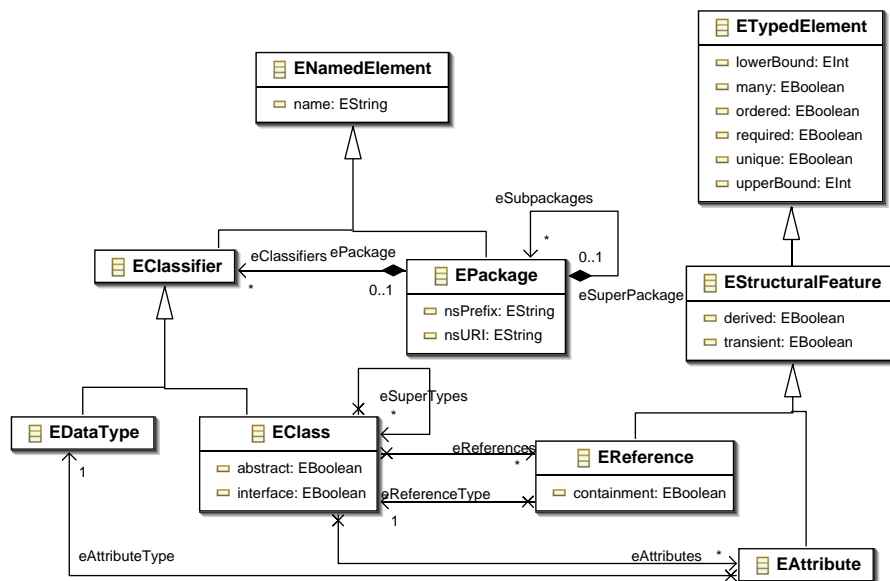 ETypedElement
lowerBound: EInt
many: EBoolean
ordered: EBoolean
required: EBoolean
unique: EBoolean
upperBound: EInt
ENamedElement
name: EString
eSubpackages
*
0..1
eSuperPackage
EClassifier
eClassifiers
ePackage
*
0..1
EPackage
nsPrefix: EString
nsURI: EString
EStructuralFeature
derived: EBoolean
transient: EBoolean
eSuperTypes
*
EDataType
1
EClass
abstract: EBoolean
interface: EBoolean
eReferences
*
eReferenceType
1
EReference
containment: EBoolean
eAttributeType
eAttributes
*
EAttribute